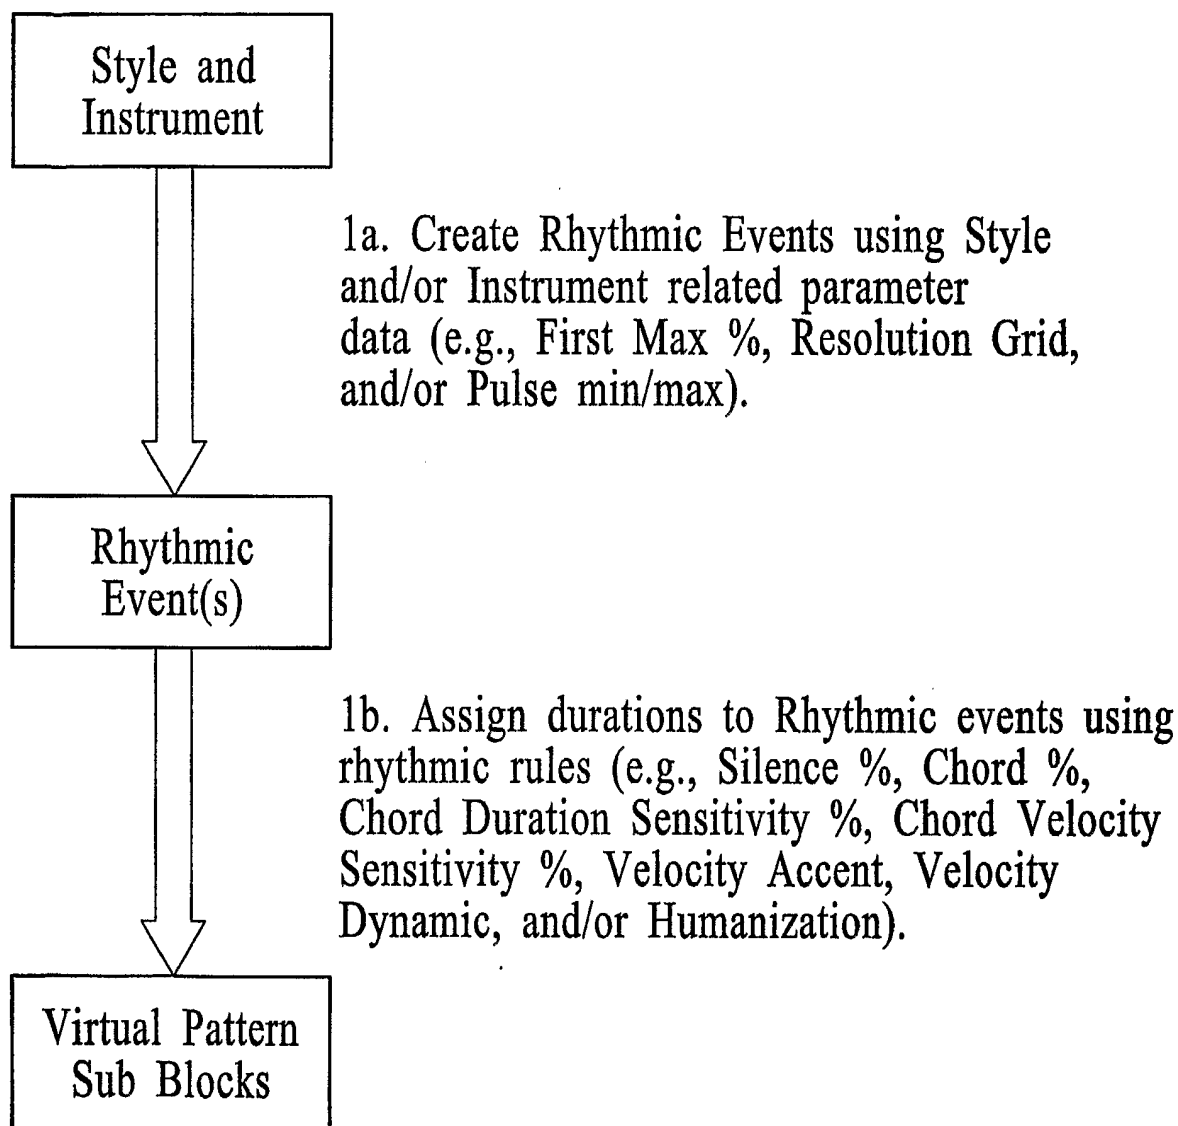 Style and
Instrument
1a. Create Rhythmic Events using Style
and/or Instrument related parameter
data (e.g., First Max %, Resolution Grid,
and/or Pulse min/max).
Rhythmic
Event(s)
1b. Assign durations to Rhythmic events using
rhythmic rules (e.g., Silence %, Chord %,
Chord Duration Sensitivity %, Chord Velocity
Sensitivity %, Velocity Accent, Velocity
Dynamic, and/or Humanization).
Virtual Pattern
Sub Blocks